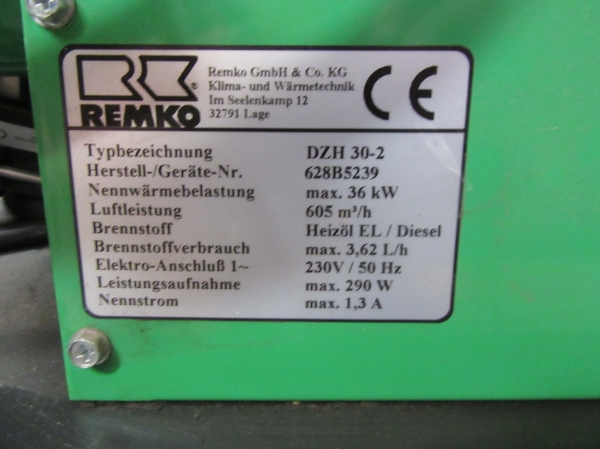 RK
REMKO®
Remko GmbH & Co. KG
Klima- und Wärmetechnik
Im Seelenkamp 12
32791 Lage
CE
Typbezeichnung DZH 30-2
Herstell-/Geräte-Nr. 628B5239
Nennwärmebelastung max. 36 kW
Luftleistung 605 m³/h
Brennstoff Heizöl EL / Diesel
Brennstoffverbrauch max. 3,62 L/h
Elektro-Anschluß 1~ 230V / 50 Hz
Leistungsaufnahme max. 290 W
Nennstrom max. 1,3 A